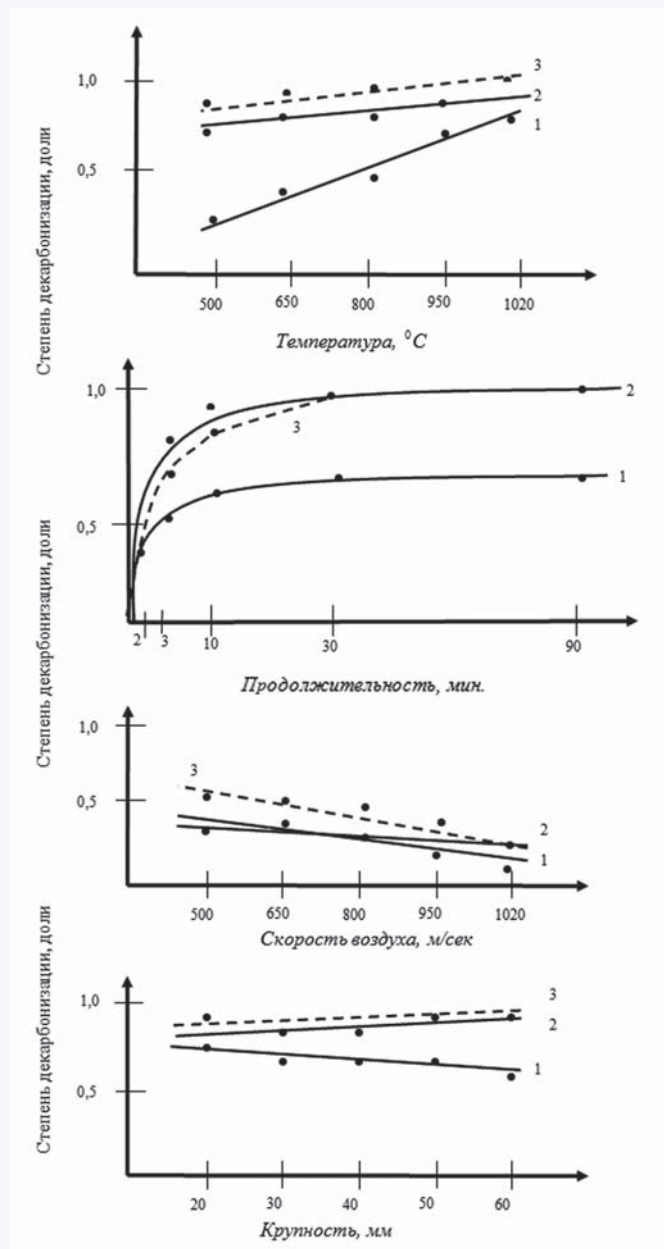 Степень декарбонизации, доли
1,0
0,5
3
2
1
500 650 800 950 1020
Температура, ⁰C
Степень декарбонизации, доли
1,0
0,5
2
3
1
2 3 10 30 90
Продолжительность, мин.
Степень декарбонизации, доли
1,0
0,5
3
2
1
500 650 800 950 1020
Скорость воздуха, м/сек
Степень декарбонизации, доли
1,0
0,5
3
2
1
20 30 40 50 60
Крупность, мм